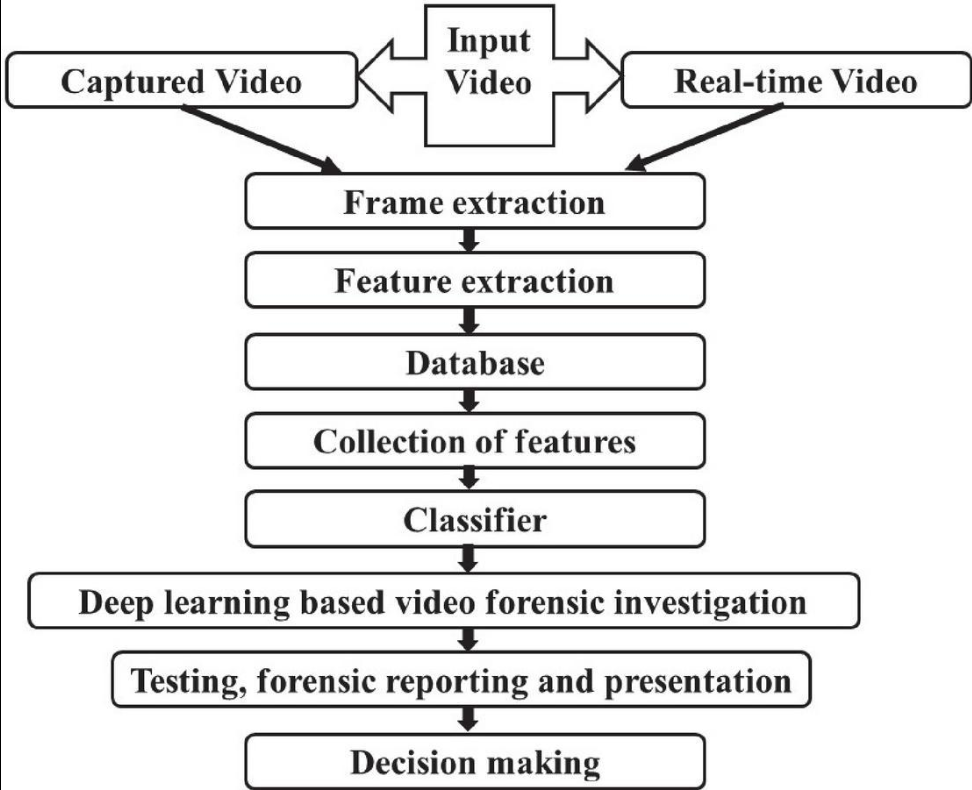 Input
Video
Captured Video
Real-time Video
Frame extraction
Feature extraction
Database
Collection of features
Classifier
Deep learning based video forensic investigation
Testing, forensic reporting and presentation
Decision making